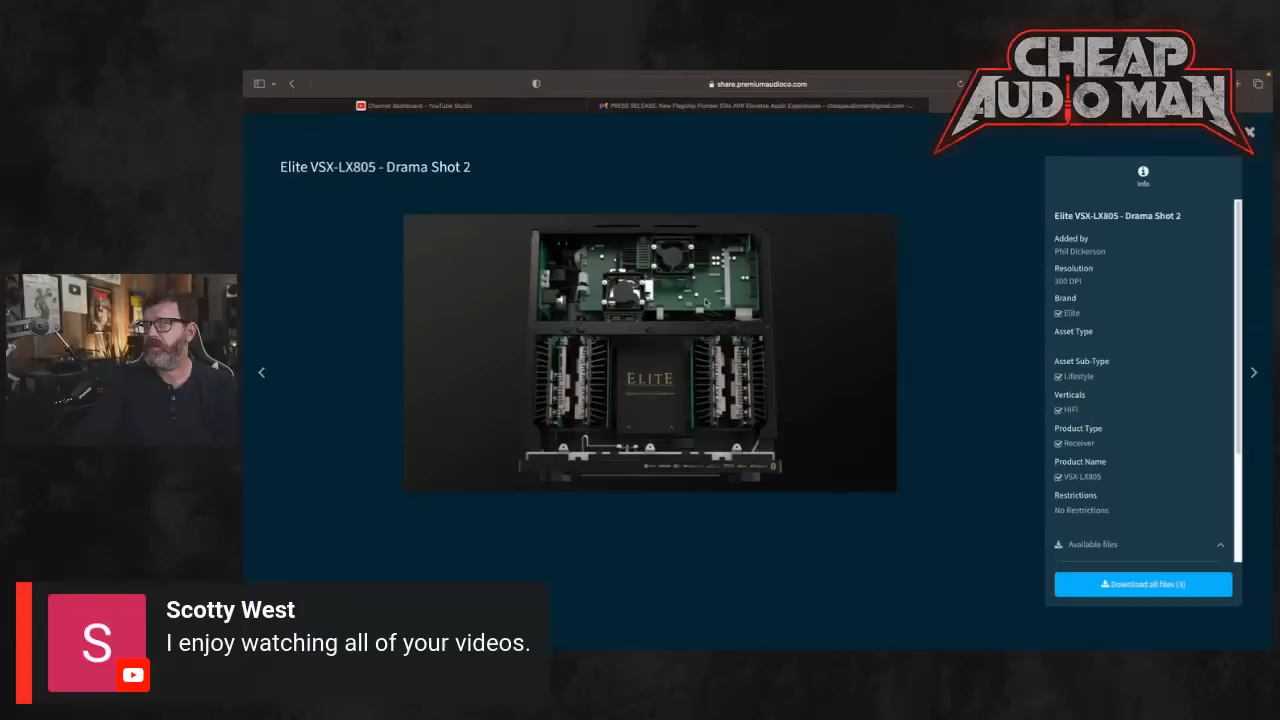 CHEAP
AUDIO MAN
share.premiumaudioco.com
Channel dashboard - YouTube Studio
PRESS RELEASE: New Flagship Pioneer Elite AVR Elevates Audio Experiences - cheapaudioman@gmail.com -...
Elite VSX-LX805 - Drama Shot 2
Info
Elite VSX-LX805 - Drama Shot 2
Added by
Phil Dickerson
Resolution
300 DPI
Brand
Elite
Asset Type
Asset Sub-Type
Lifestyle
Verticals
HiFi
Product Type
Receiver
Product Name
VSX-LX805
Restrictions
No Restrictions
Available files
Download all files (3)
ELITE
S
Scotty West
I enjoy watching all of your videos.